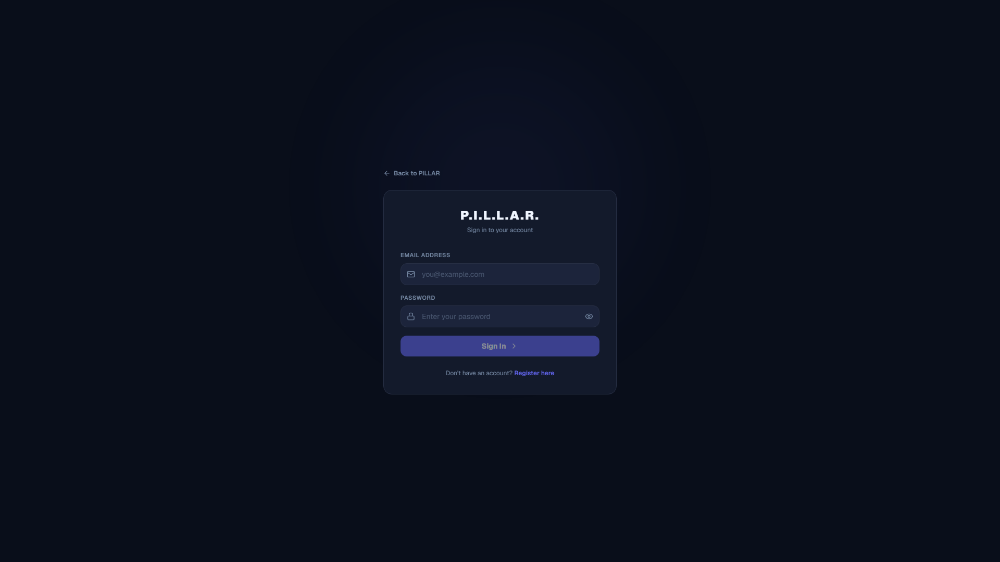 Back to PILLAR
P.I.L.L.A.R.
Sign in to your account
EMAIL ADDRESS
you@example.com
PASSWORD
Enter your password
Sign In
Don't have an account? Register here